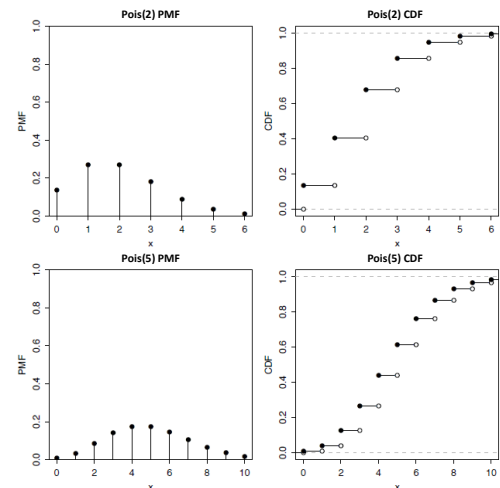 Pois(2) PMF
PMF
0.0 0.2 0.4 0.6 0.8 1.0
0 1 2 3 4 5 6
x
Pois(2) CDF
CDF
0.0 0.2 0.4 0.6 0.8 1.0
0 1 2 3 4 5 6
x
Pois(5) PMF
PMF
0.0 0.2 0.4 0.6 0.8 1.0
0 2 4 6 8 10
x
Pois(5) CDF
CDF
0.0 0.2 0.4 0.6 0.8 1.0
0 2 4 6 8 10
x